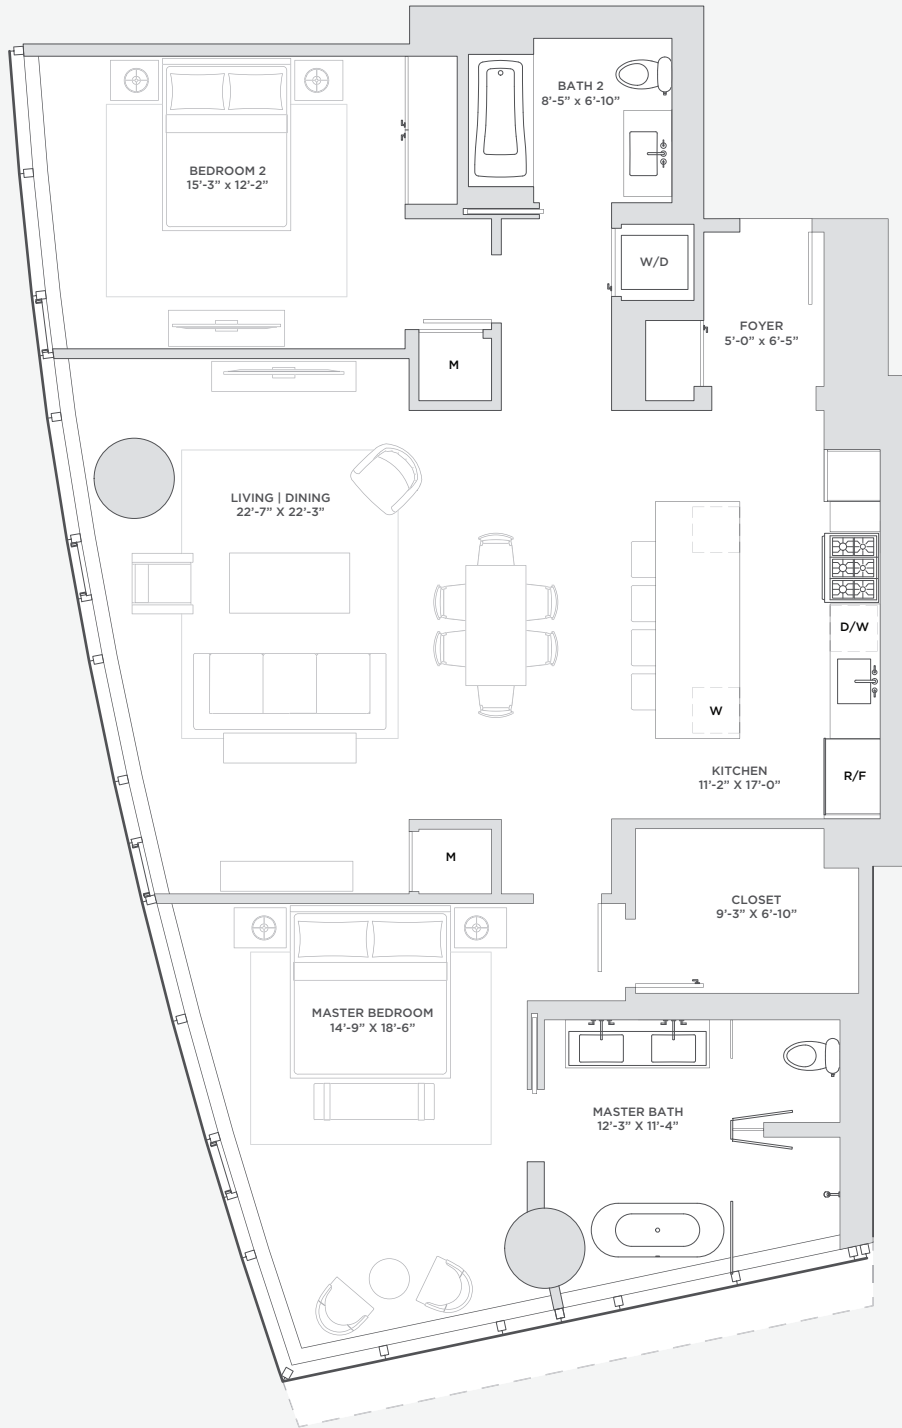 BATH 2
8'-5” x 6'-10”
BEDROOM 2
15'-3” x 12'-2”
W/D
FOYER
5'-0” x 6'-5”
M
LIVING | DINING
22'-7” X 22'-3”
D/W
W
KITCHEN
11'-2” X 17'-0”
R/F
M
CLOSET
9'-3” X 6'-10”
MASTER BEDROOM
14'-9” X 18'-6”
MASTER BATH
12'-3” X 11'-4”